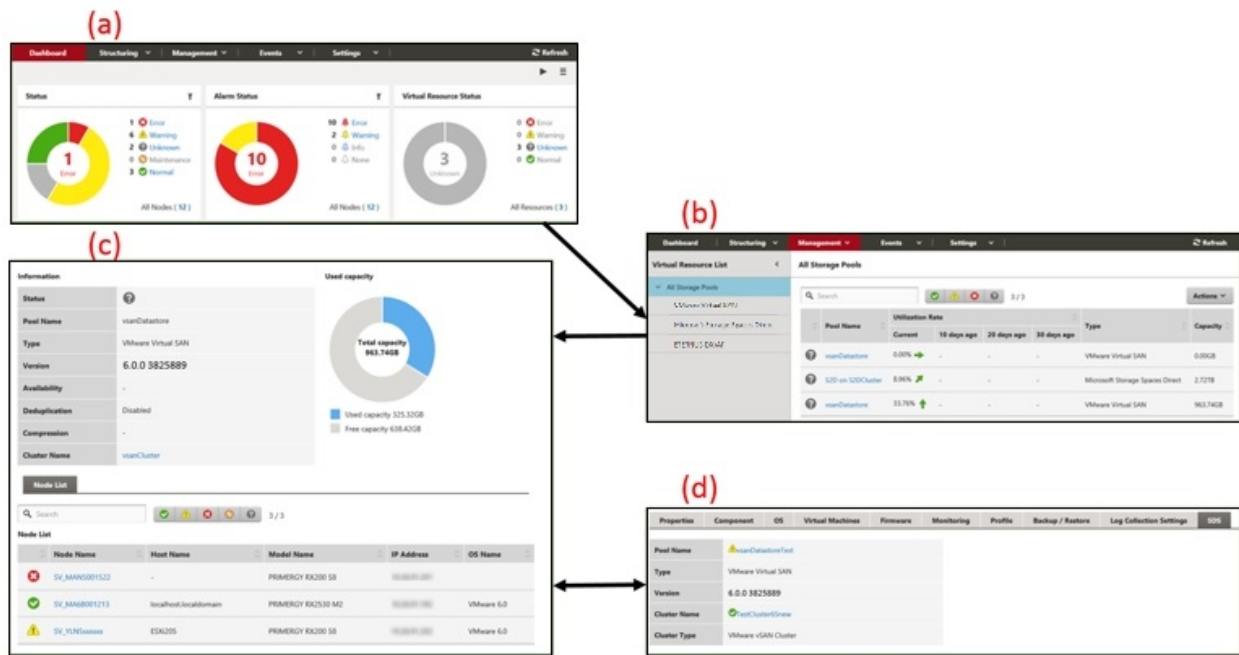 (a)
Dashboard Structuring Management Events Settings Refresh
Status Alarm Status Virtual Resource Status
1 Error 10 Error 0 Error
6 Warning 2 Warning 0 Warning
2 Unknown 0 Info 3 Unknown
0 Maintenance 0 None 0 Normal
3 Normal
1 Error
10 Error
3 Unknown
All Nodes ( 12 ) All Nodes ( 12 ) All Resources ( 3 )
(b)
Dashboard Structuring Management Events Settings Refresh
Virtual Resource List All Storage Pools
All Storage Pools
VMware Virtual SAN
Search 3 / 3 Actions
Pool Name Utilization Rate Type Capacity
Current 10 days ago 20 days ago 30 days ago
vsanDatastore 0.00% - - - VMware Virtual SAN 0.00GB
S2D on S2DCluster 8.96% - - - Microsoft Storage Spaces Direct 2.72TB
vsanDatastore 33.76% - - - VMware Virtual SAN 963.74GB
(c)
Information Used capacity
Status
Pool Name vsanDatastore
Type VMware Virtual SAN
Version 6.0.0 3825889
Availability -
Deduplication Disabled
Compression -
Cluster Name vsanCluster
Total capacity
963.74GB
Used capacity 325.32GB
Free capacity 638.42GB
Node List
Search 3 / 3
Node List
Node Name Host Name Model Name IP Address OS Name
SV_MANS001522 - PRIMERGY RX200 S8
SV_MA6B001213 localhost.localdomain PRIMERGY RX2530 M2 VMware 6.0
SV_YLNSxxxxxx ESXi205 PRIMERGY RX200 S8 VMware 6.0
(d)
Properties Component OS Virtual Machines Firmware Monitoring Profile Backup / Restore Log Collection Settings SDS
Pool Name vsanDatastoreTest
Type VMware Virtual SAN
Version 6.0.0 3825889
Cluster Name TestCluster65new
Cluster Type VMware vSAN Cluster